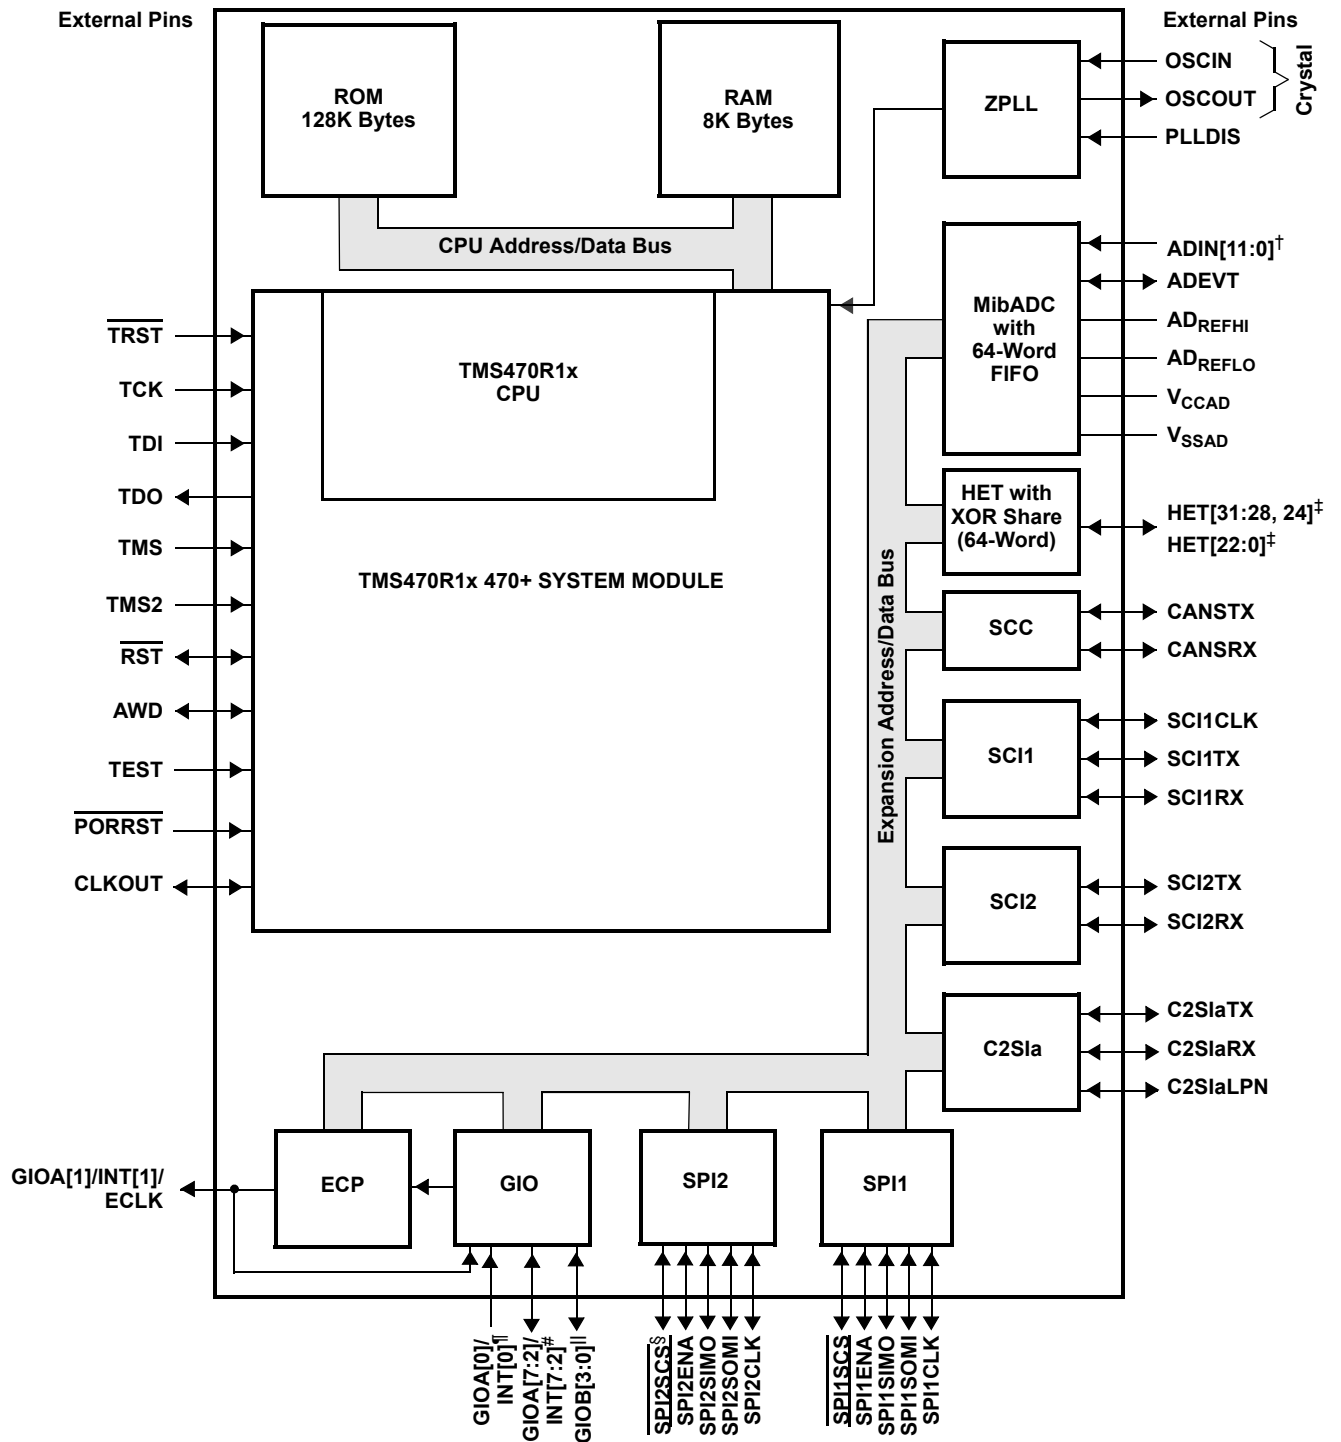 External Pins
External Pins
ROM
128K Bytes
RAM
8K Bytes
ZPLL
OSCIN
OSCOUT
PLLDIS
Crystal
CPU Address/Data Bus
TMS470R1x
CPU
TMS470R1x 470+ SYSTEM MODULE
TRST
TCK
TDI
TDO
TMS
TMS2
RST
AWD
TEST
PORRST
CLKOUT
MibADC
with
64-Word
FIFO
ADIN[11:0]†
ADEVT
ADREFHI
ADREFLO
VCCAD
VSSAD
HET with
XOR Share
(64-Word)
HET[31:28, 24]‡
HET[22:0]‡
Expansion Address/Data Bus
SCC
CANSTX
CANSRX
SCI1
SCI1CLK
SCI1TX
SCI1RX
SCI2
SCI2TX
SCI2RX
C2SIa
C2SIaTX
C2SIaRX
C2SIaLPN
GIOA[1]/INT[1]/
ECLK
ECP
GIO
SPI2
SPI1
GIOA[0]/
INT[0]¶
GIOA[7:2]/
INT[7:2]#
GIOB[3:0]||
SPI2SCS§
SPI2ENA
SPI2SIMO
SPI2SOMI
SPI2CLK
SPI1SCS
SPI1ENA
SPI1SIMO
SPI1SOMI
SPI1CLK